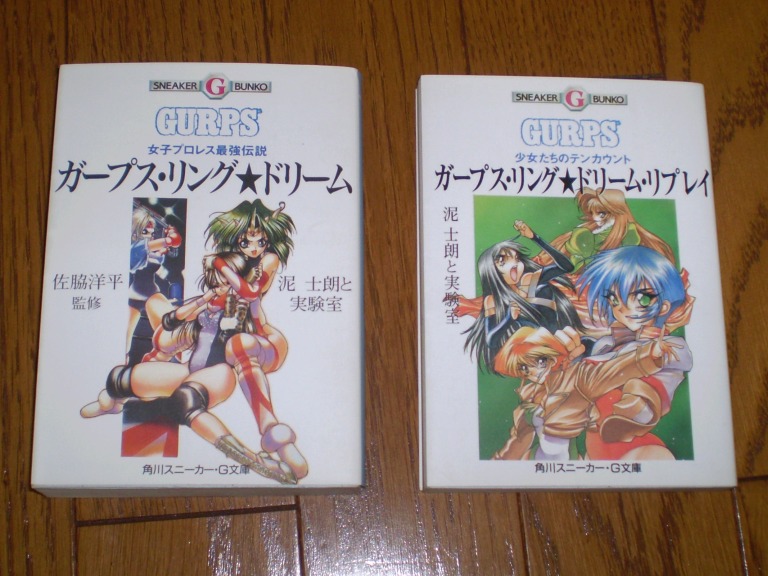 SNEAKER G BUNKO
GURPS
女子プロレス最強伝説
ガープス・リング★ドリーム
佐脇洋平
監修
泥 士朗と
実験室
角川スニーカー・G文庫
SNEAKER G BUNKO
GURPS
少女たちのテンカウント
ガープス・リング★ドリーム・リプレイ
泥 士朗と実験室
角川スニーカー・G文庫